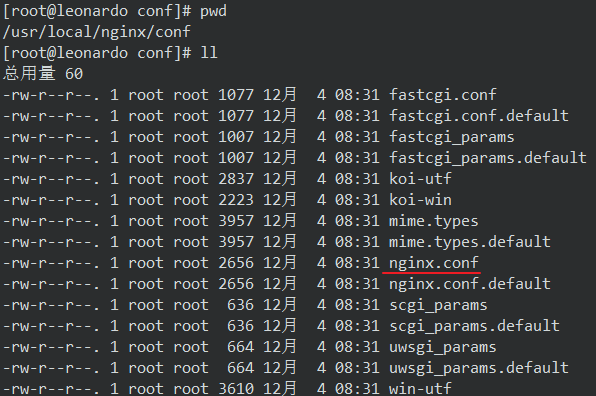 [root@leonardo conf]# pwd
/usr/local/nginx/conf
[root@leonardo conf]# ll
总用量 60
-rw-r--r--. 1 root root 1077 12月  4 08:31 fastcgi.conf
-rw-r--r--. 1 root root 1077 12月  4 08:31 fastcgi.conf.default
-rw-r--r--. 1 root root 1007 12月  4 08:31 fastcgi_params
-rw-r--r--. 1 root root 1007 12月  4 08:31 fastcgi_params.default
-rw-r--r--. 1 root root 2837 12月  4 08:31 koi-utf
-rw-r--r--. 1 root root 2223 12月  4 08:31 koi-win
-rw-r--r--. 1 root root 3957 12月  4 08:31 mime.types
-rw-r--r--. 1 root root 3957 12月  4 08:31 mime.types.default
-rw-r--r--. 1 root root 2656 12月  4 08:31 nginx.conf
-rw-r--r--. 1 root root 2656 12月  4 08:31 nginx.conf.default
-rw-r--r--. 1 root root  636 12月  4 08:31 scgi_params
-rw-r--r--. 1 root root  636 12月  4 08:31 scgi_params.default
-rw-r--r--. 1 root root  664 12月  4 08:31 uwsgi_params
-rw-r--r--. 1 root root  664 12月  4 08:31 uwsgi_params.default
-rw-r--r--. 1 root root 3610 12月  4 08:31 win-utf